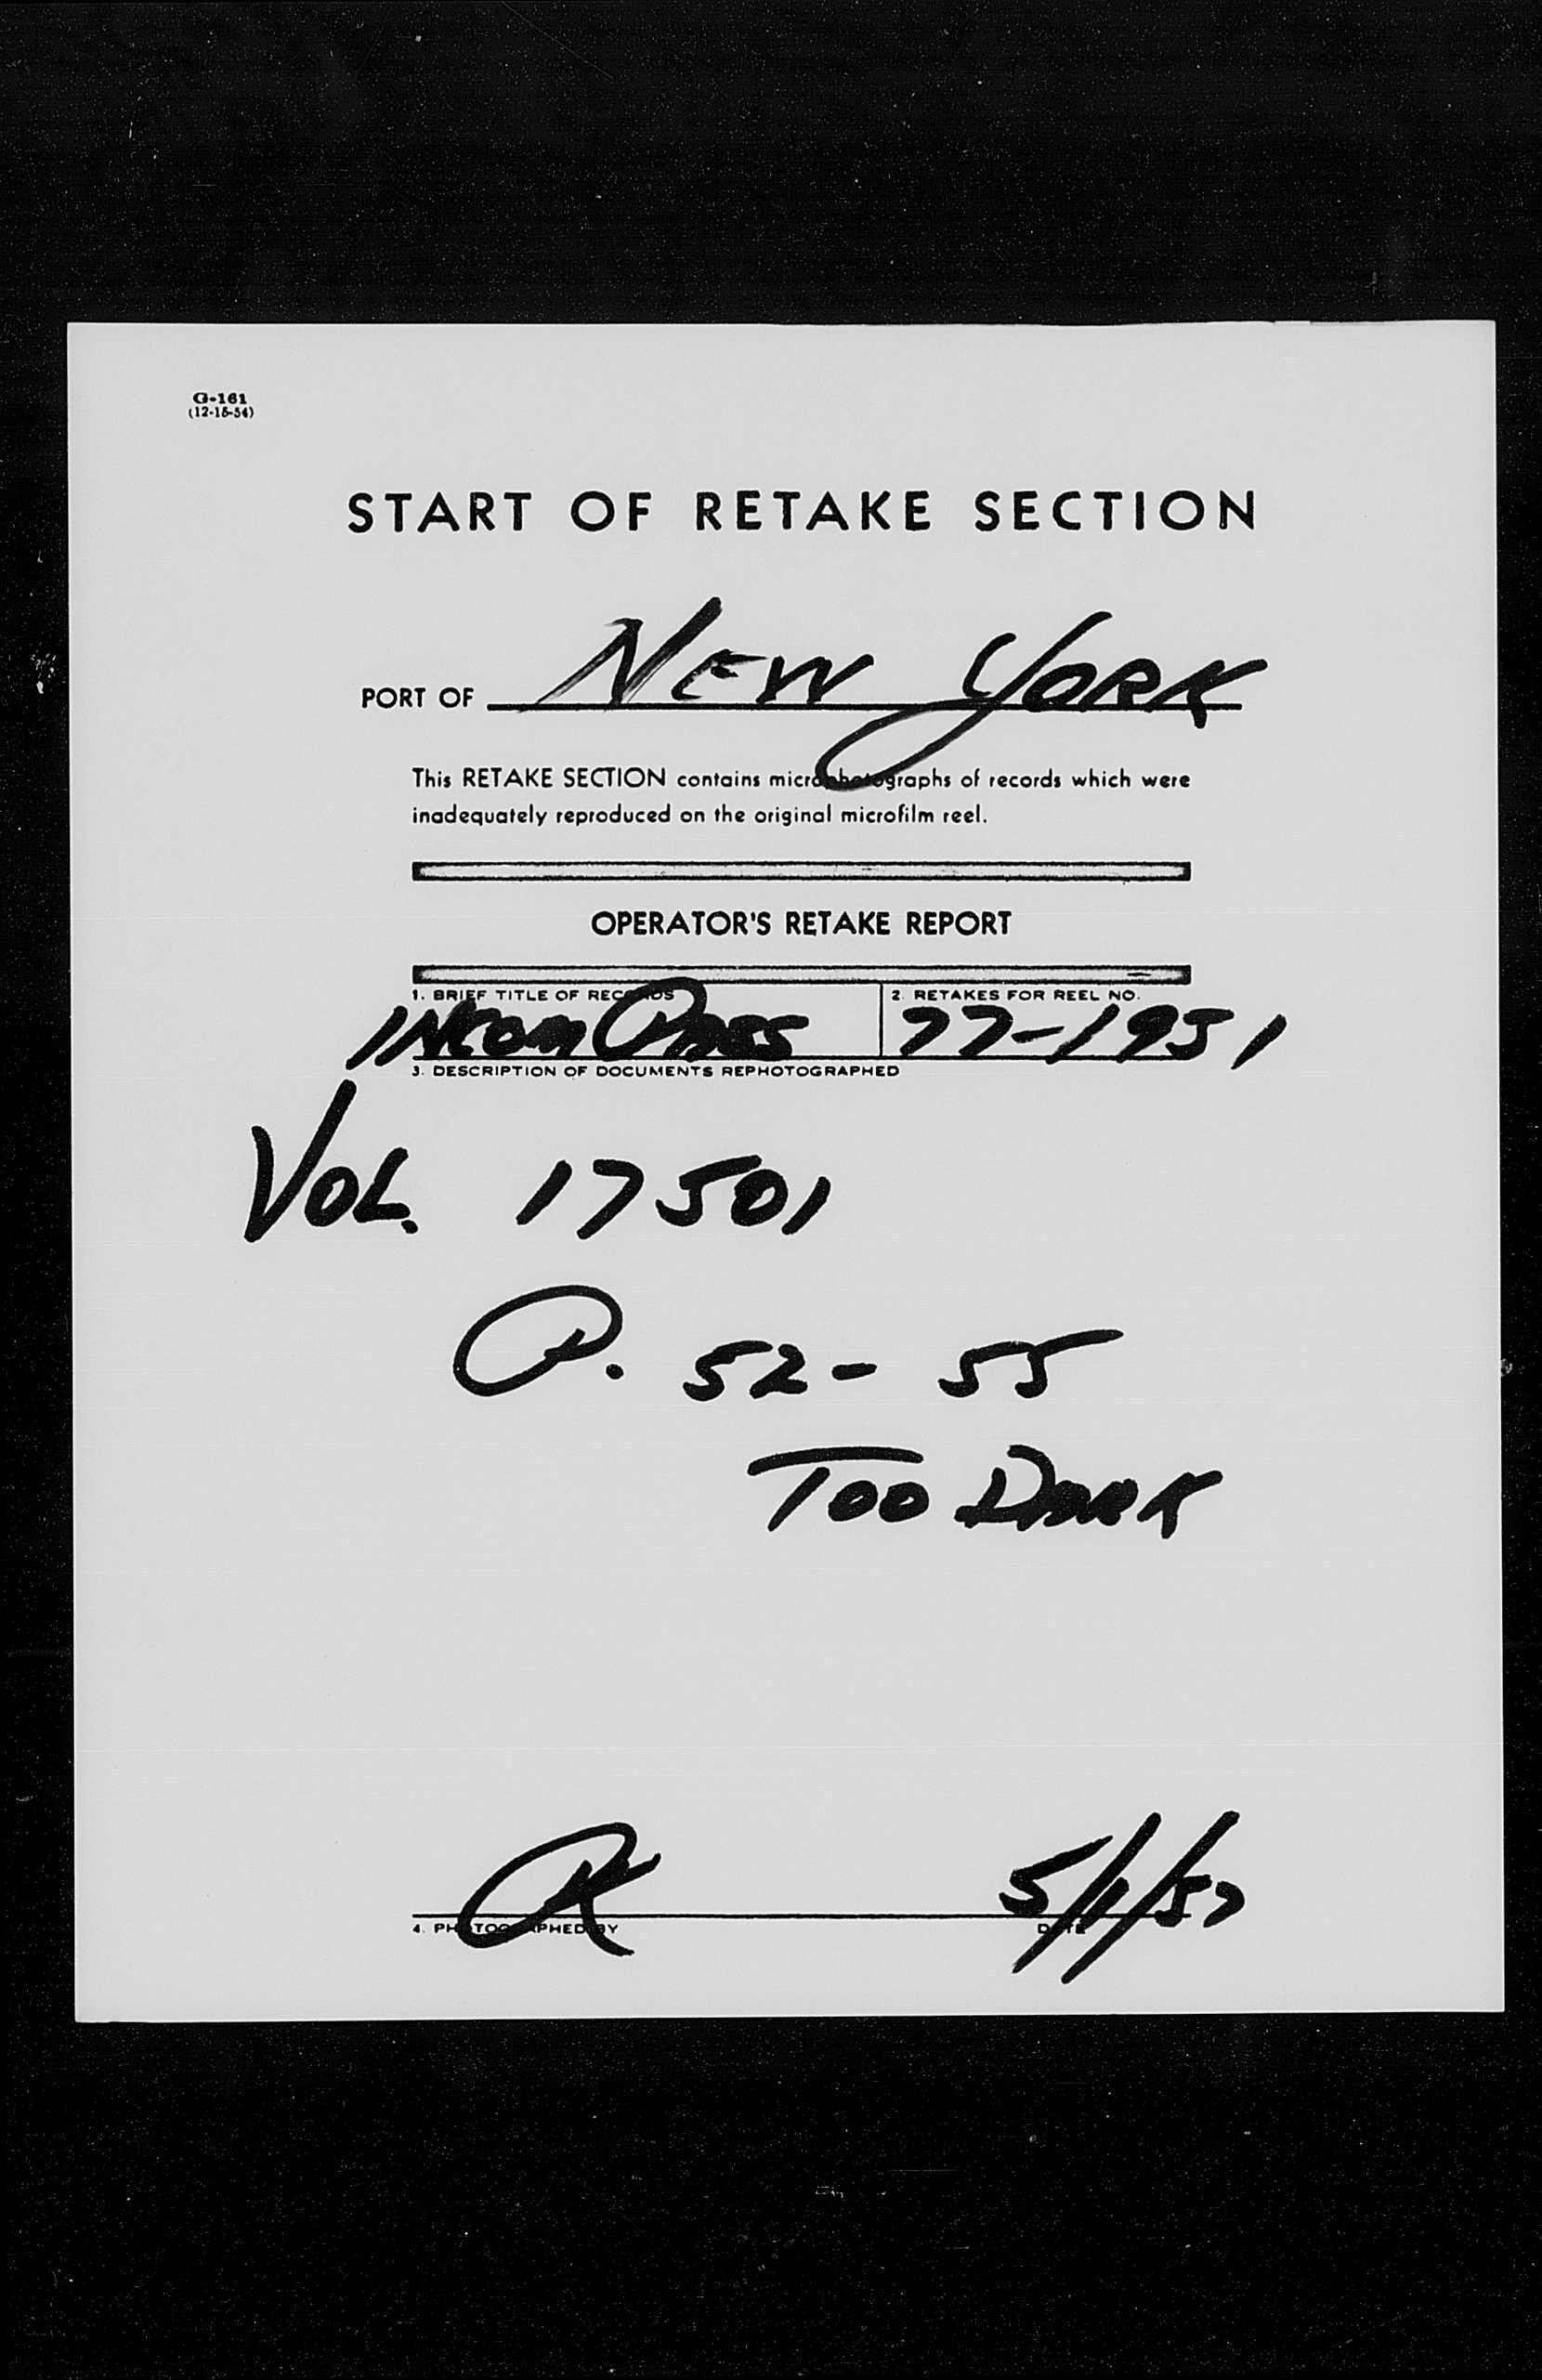 G-161
(12-15-54)
START OF RETAKE SECTION
PORT OF NEW YORK
This RETAKE SECTION contains microphotographs of records which were
inadequately reproduced on the original microfilm reel.
OPERATOR'S RETAKE REPORT
1. BRIEF TITLE OF RECORDS 2. RETAKES FOR REEL NO.
INCOM PASS 77-1951
3. DESCRIPTION OF DOCUMENTS REPHOTOGRAPHED
VOL. 17501
P. 52-55
TOO DARK
5/1/57
4. PHOTOGRAPHED BY DATE